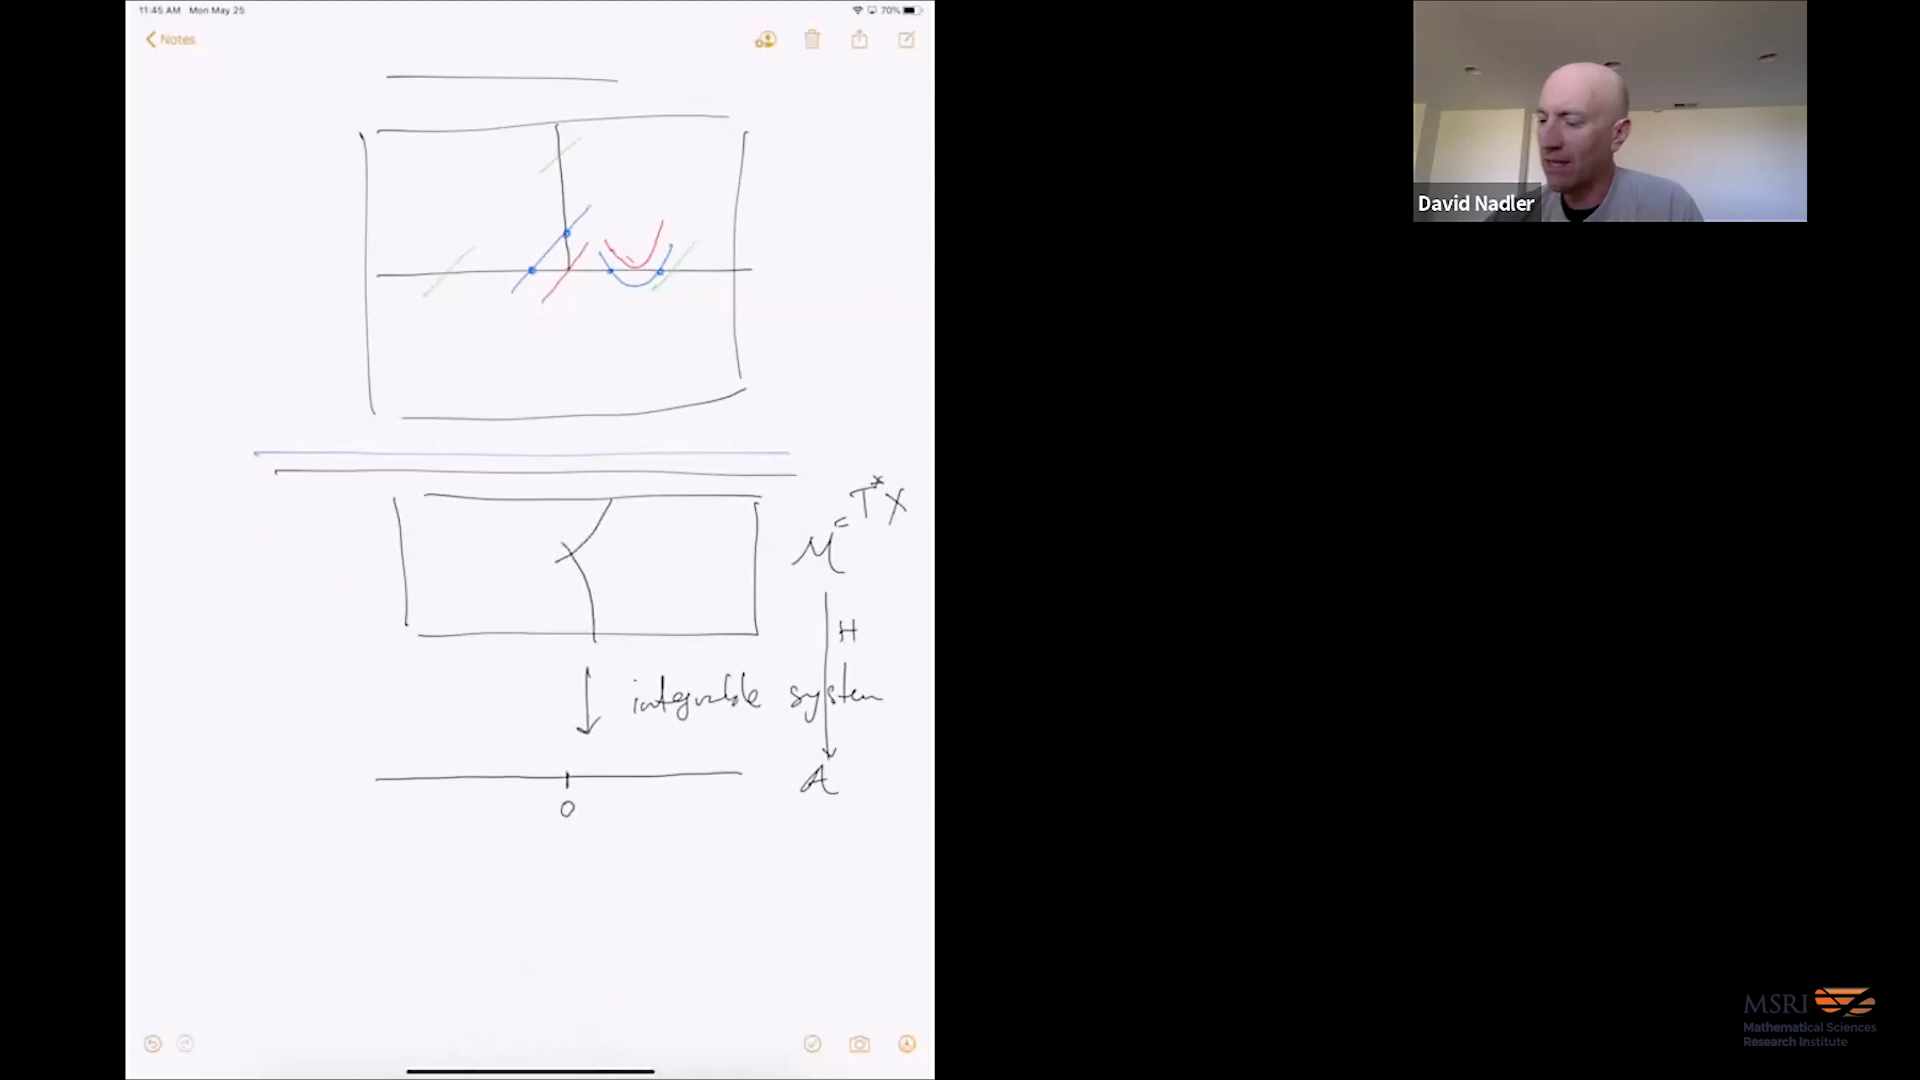 11:45 AM Mon May 25
70%
Notes
David Nadler
M = T*X
H
integrable system
A
0
MSRI
Mathematical Sciences
Research Institute